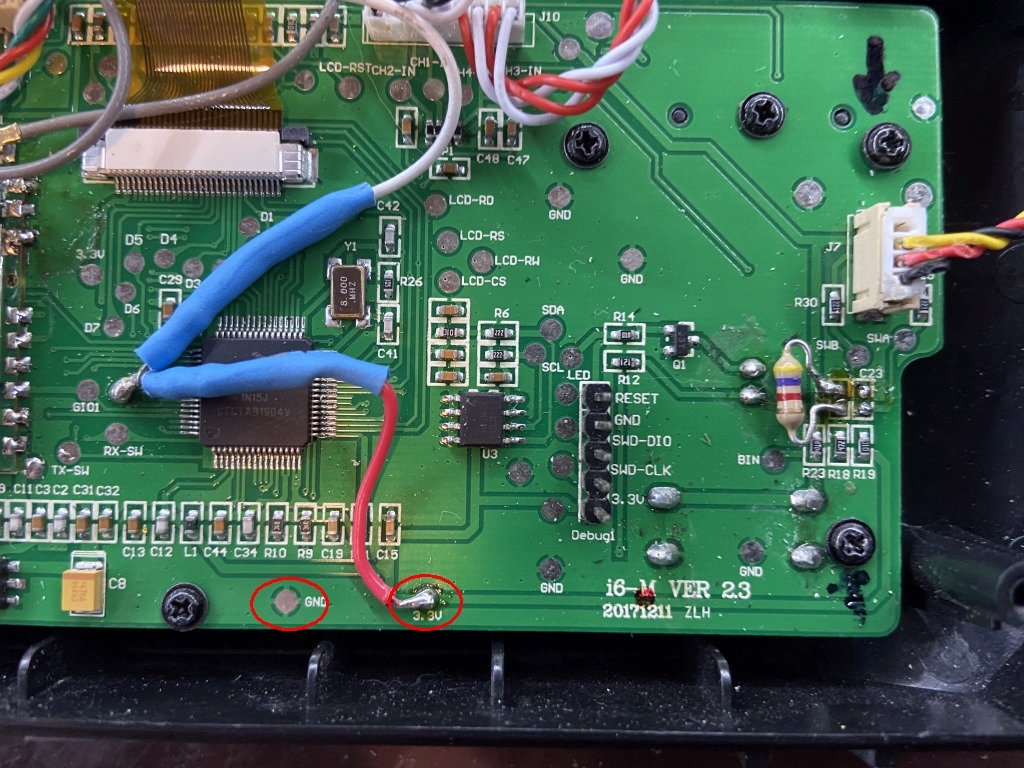 J10
LCD-RST
CH2-IN
CH3-IN
C48
C47
LCD-RD
GND
C42
D1
LCD-RS
D5
D4
Y1
LCD-RW
J7
3.3V
GND
D3
C29
8.000
MHZ
R26
LCD-CS
D6
R30
SDA
R6
R14
D7
SWB
SWA
C41
SCL
LED
Q1
R12
C23
GIO1
1N15J
RESET
GND
RX-SW
SWD-DIO
U3
BIN
TX-SW
SWD-CLK
R23
R18
R19
C11
C3
C2
C31
C32
3.3V
Debug1
C13
C12
L1
C44
C34
R10
R9
C19
C15
C8
GND
GND
i6-M VER 2.3
GND
3.3V
20171211 ZLH